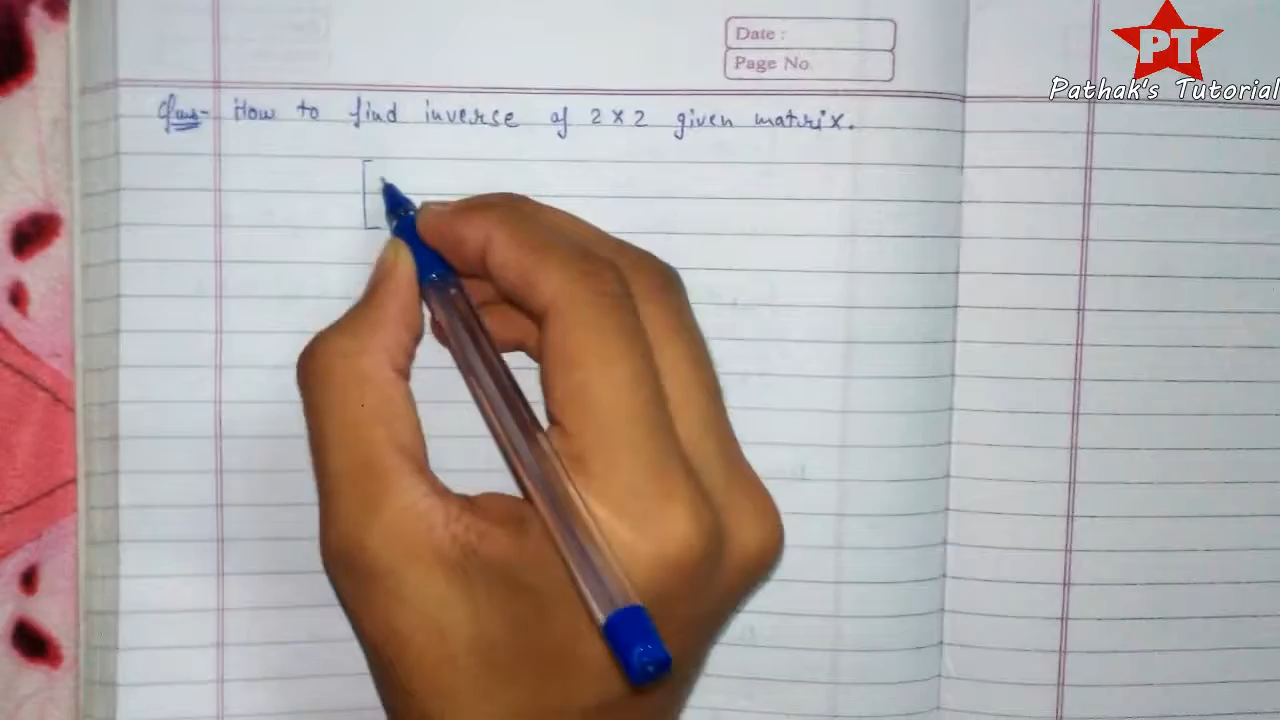 Date :
Page No
PT
Pathak's Tutorial
Ques- How to find inverse of 2 x 2 given matrix.
[